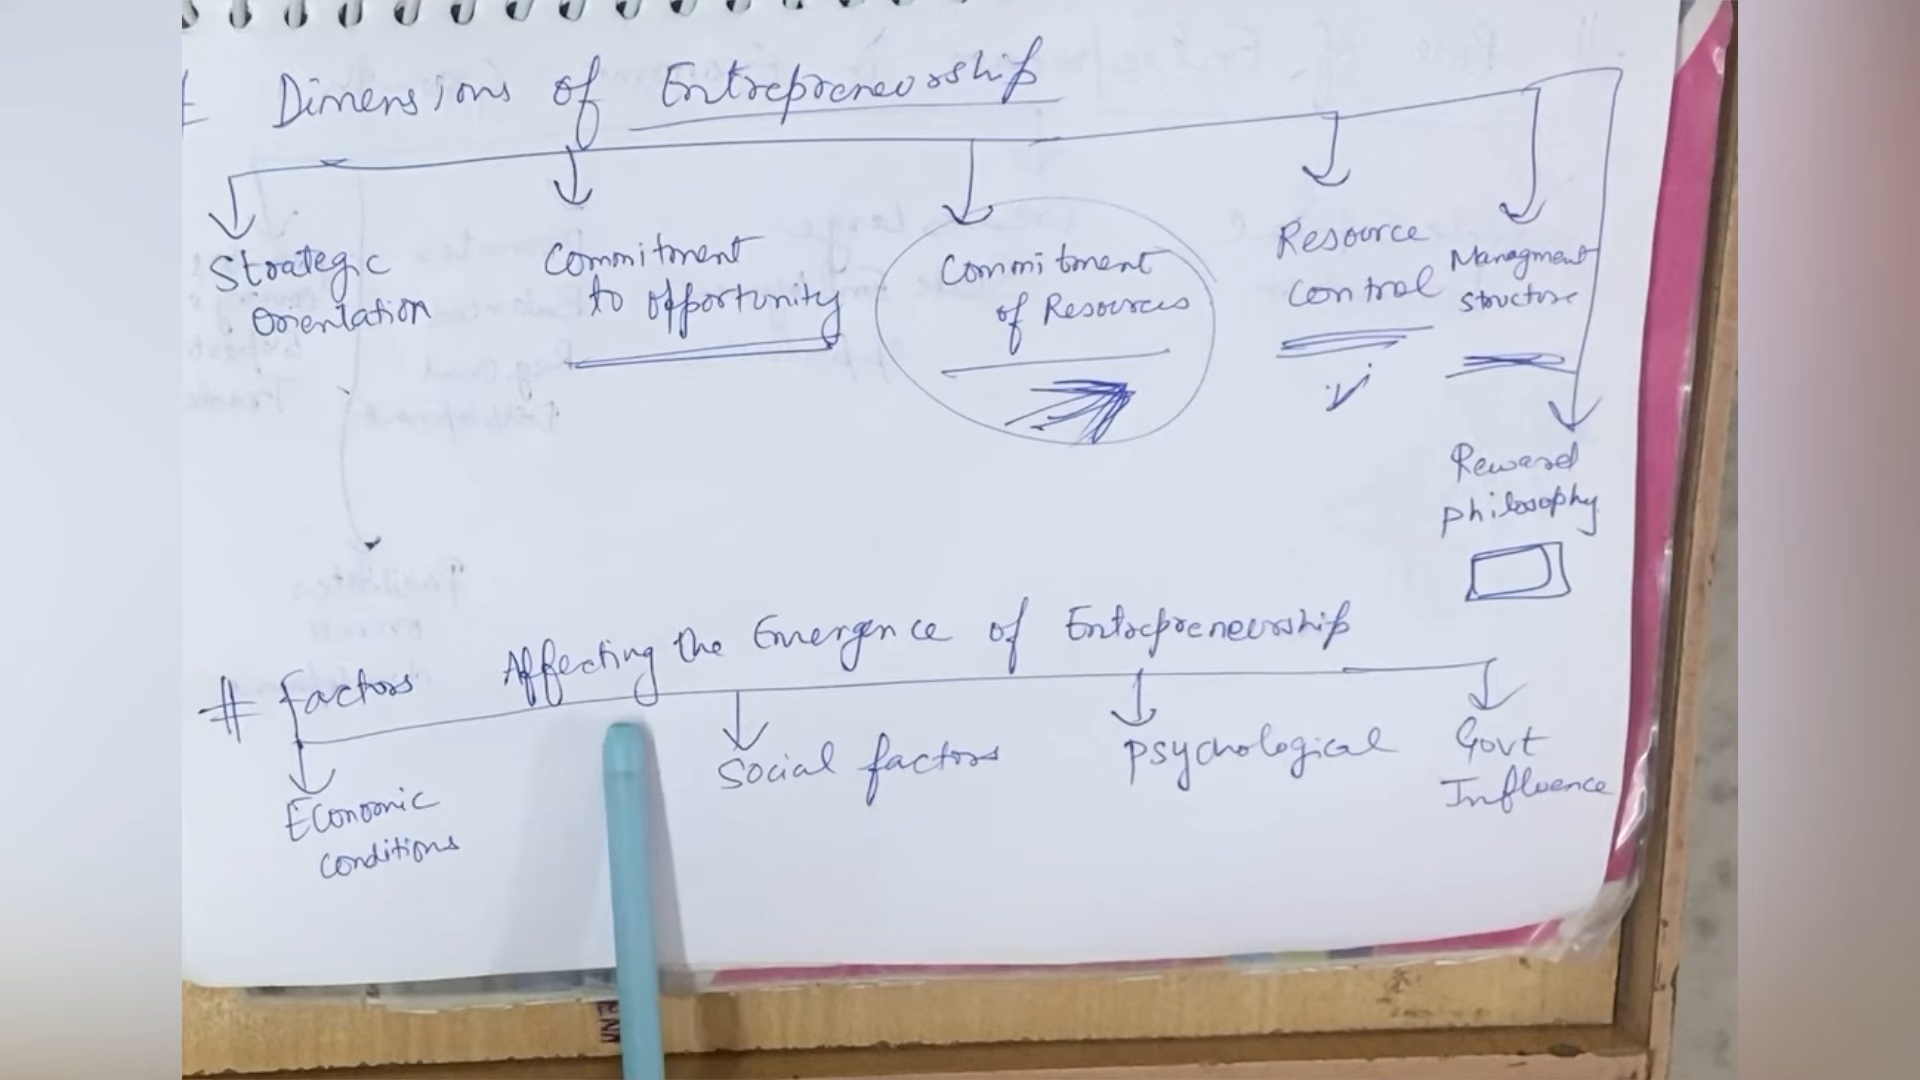 # Dimensions of Entrepreneurship
Strategic
Orientation
Commitment
to opportunity
Commitment
of Resources
Resource
Control
Managment
Structure
Reward
Philosophy
# Factors Affecting the Emergence of Entrepreneurship
Economic
Conditions
Social factors
Psychological
Govt
Influence